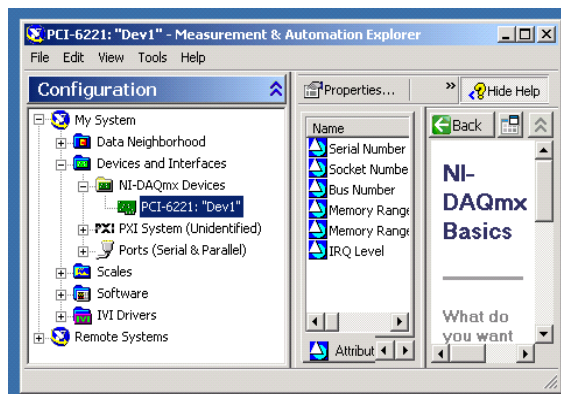 PCI-6221: "Dev1" - Measurement & Automation Explorer
File Edit View Tools Help
Configuration
My System
Data Neighborhood
Devices and Interfaces
NI-DAQmx Devices
PCI-6221: "Dev1"
PXI PXI System (Unidentified)
Ports (Serial & Parallel)
Scales
Software
IVI Drivers
Remote Systems
Properties...
» Hide Help
Name
Serial Number
Socket Numbe
Bus Number
Memory Range
Memory Range
IRQ Level
Attribut
Back
NI-
DAQmx
Basics
What do
you want